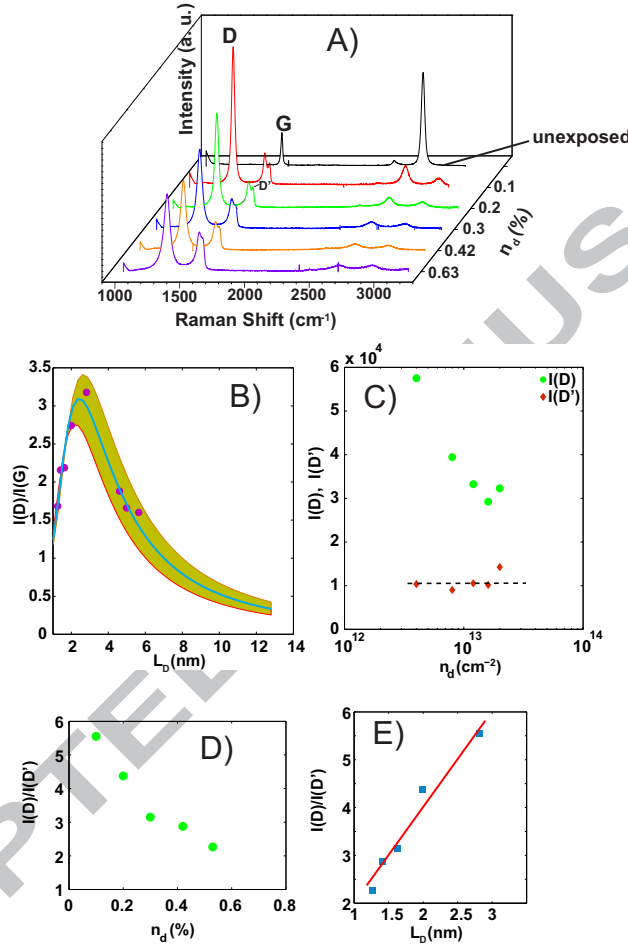 A)
Intensity (a. u.)
D
G
D'
unexposed
0.1
0.2
0.3
0.42
0.63
n_d (%)
1000 1500 2000 2500 3000
Raman Shift (cm⁻¹)
B)
I(D)/I(G)
3.5
3
2.5
2
1.5
1
0.5
0
2 4 6 8 10 12 14
L_D(nm)
C)
6 x 10⁴
5
4
3
2
1
0
I(D), I(D')
I(D)
I(D')
10¹² 10¹³ 10¹⁴
n_d(cm⁻²)
D)
I(D)/I(D')
6
5
4
3
2
1
0 0.2 0.4 0.6 0.8
n_d(%)
E)
I(D)/I(D')
6
5
4
3
2
1 1.5 2 2.5 3
L_D(nm)
PTE
US